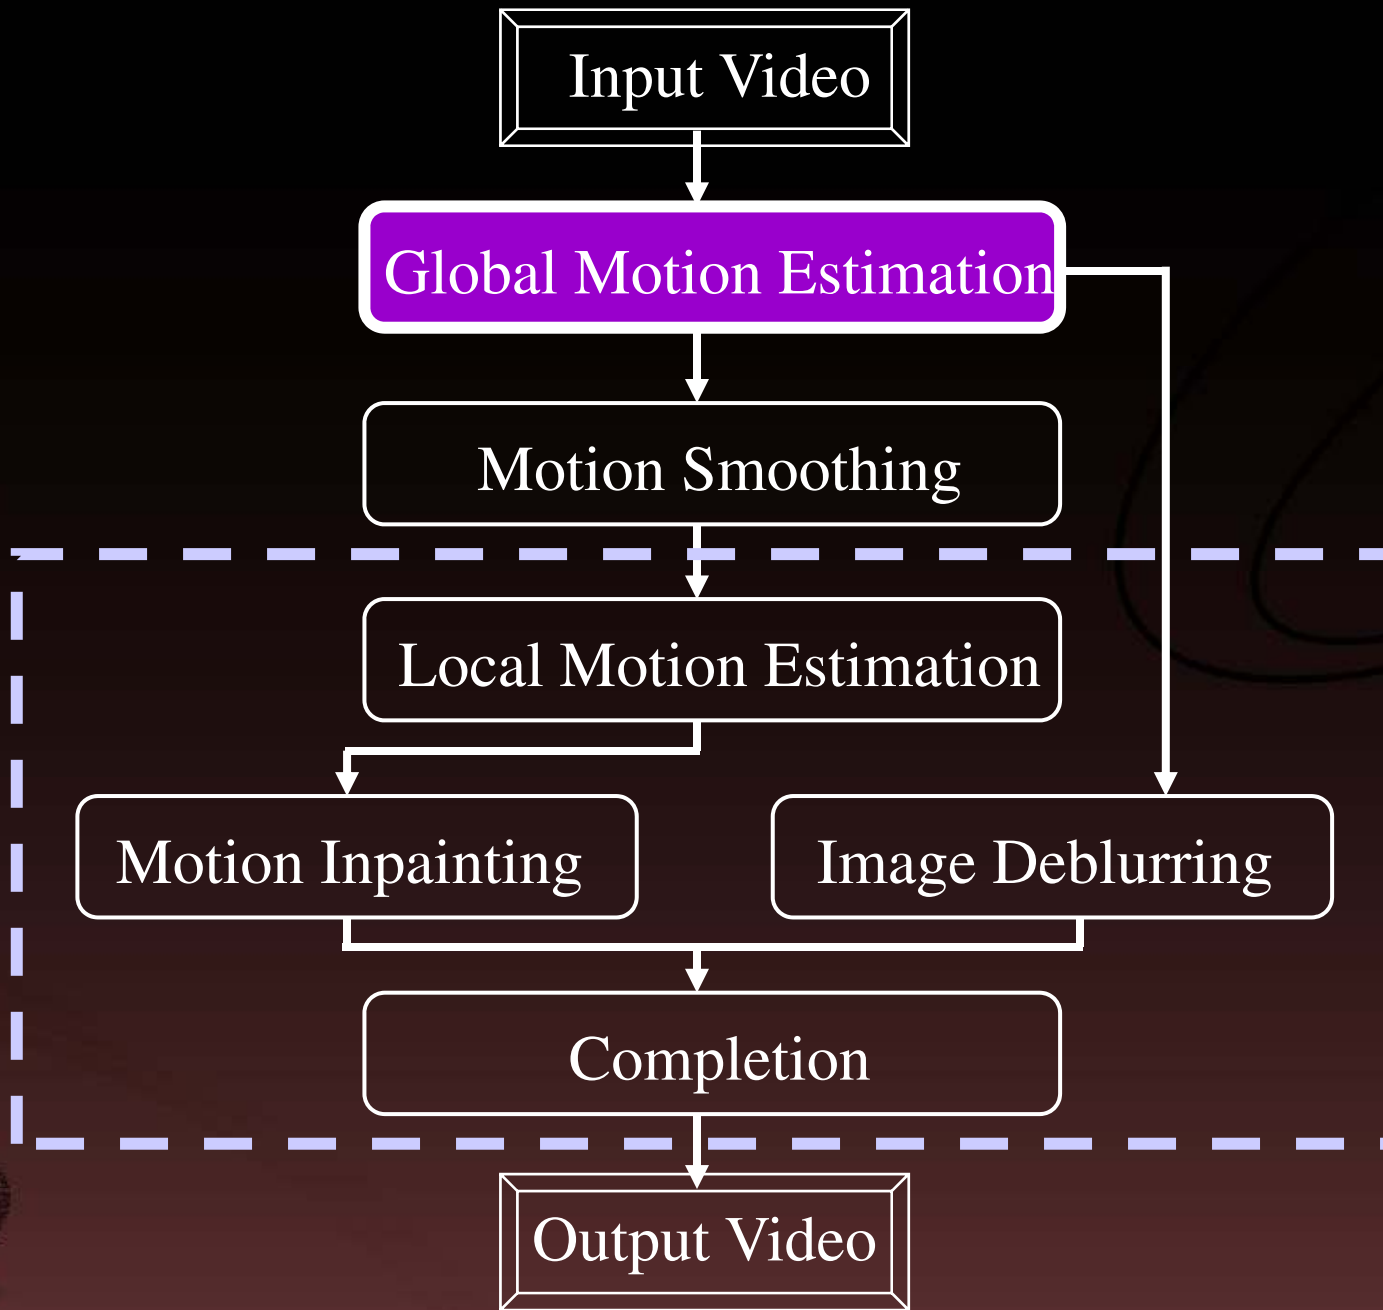 Input Video
Global Motion Estimation
Motion Smoothing
Local Motion Estimation
Motion Inpainting
Image Deblurring
Completion
Output Video